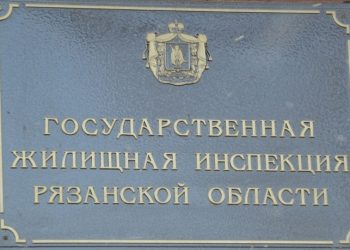 ГОСУДАРСТВЕННАЯ
ЖИЛИЩНАЯ ИНСПЕКЦИЯ
РЯЗАНСКОЙ ОБЛАСТИ